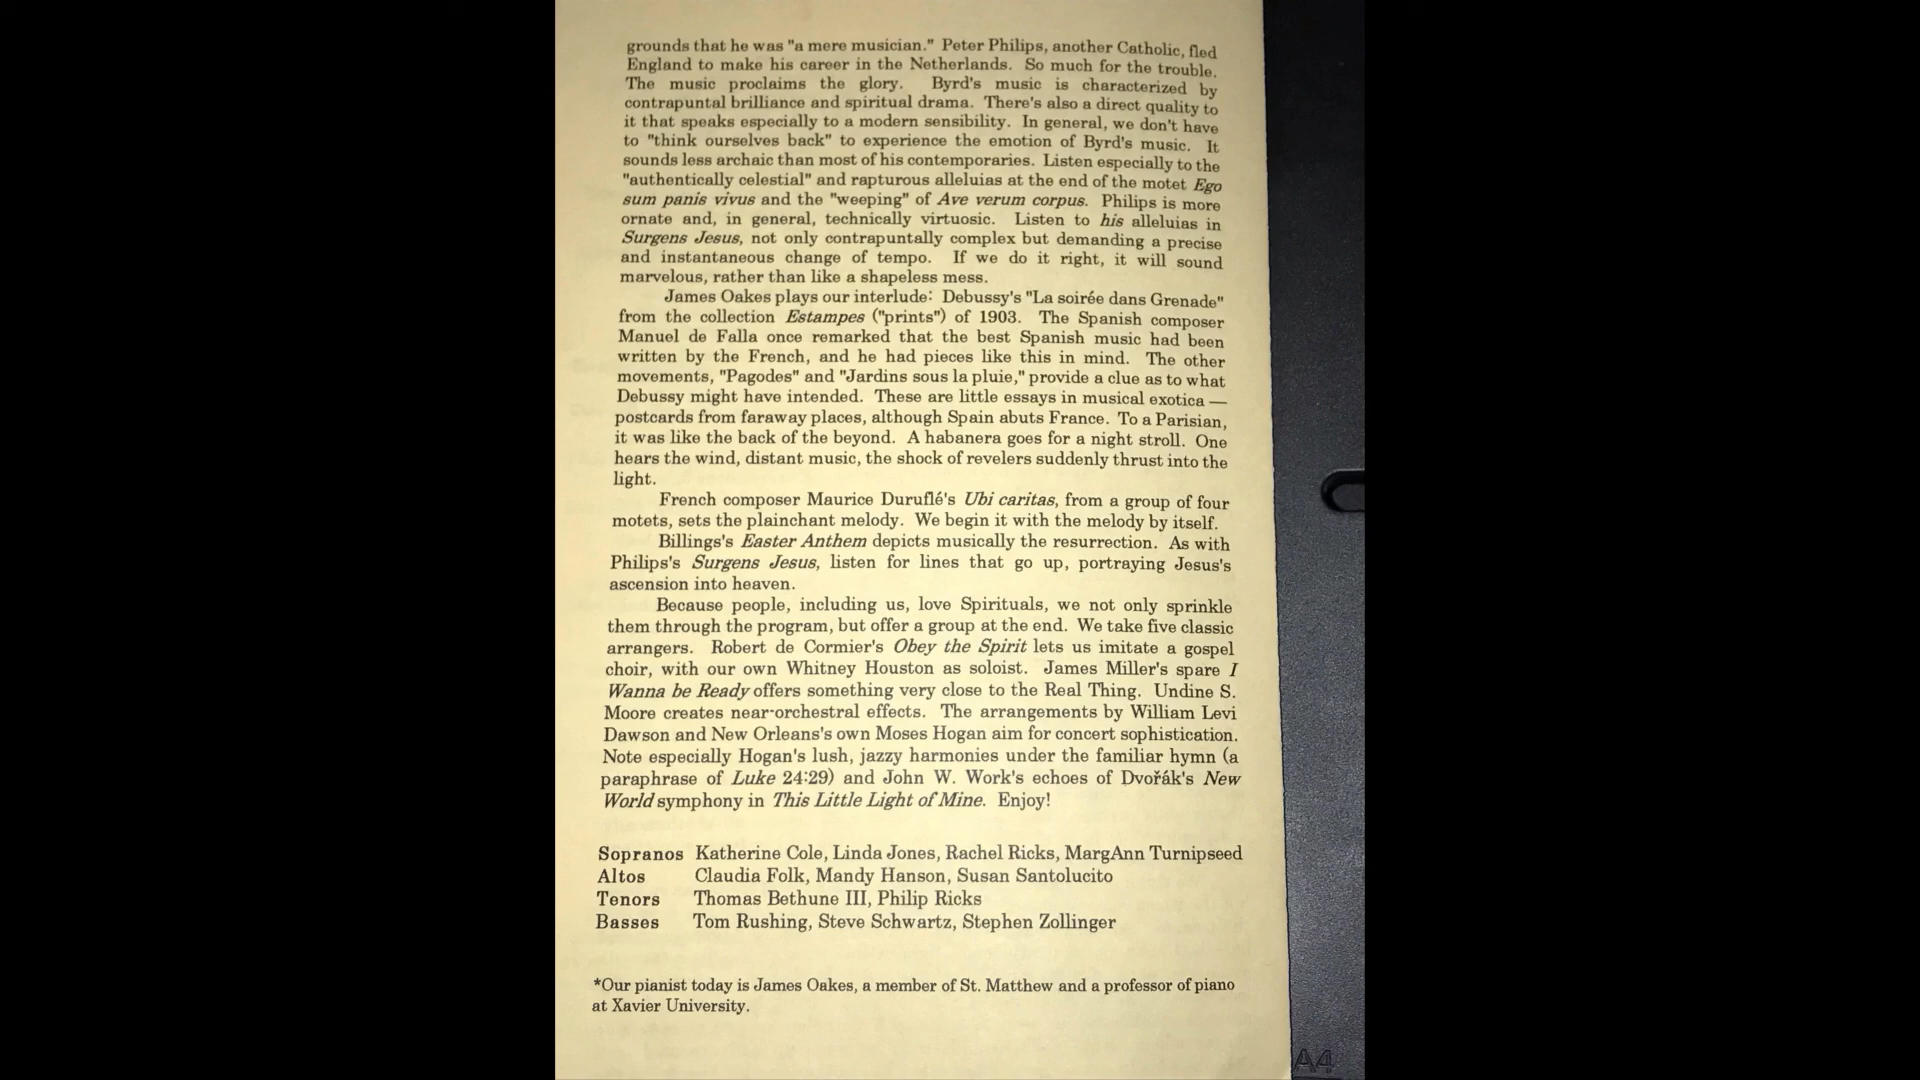 grounds that he was "a mere musician." Peter Philips, another Catholic, fled
England to make his career in the Netherlands. So much for the trouble.
The music proclaims the glory. Byrd's music is characterized by
contrapuntal brilliance and spiritual drama. There's also a direct quality to
it that speaks especially to a modern sensibility. In general, we don't have
to "think ourselves back" to experience the emotion of Byrd's music. It
sounds less archaic than most of his contemporaries. Listen especially to the
"authentically celestial" and rapturous alleluias at the end of the motet Ego
sum panis vivus and the "weeping" of Ave verum corpus. Philips is more
ornate and, in general, technically virtuosic. Listen to his alleluias in
Surgens Jesus, not only contrapuntally complex but demanding a precise
and instantaneous change of tempo. If we do it right, it will sound
marvelous, rather than like a shapeless mess.
James Oakes plays our interlude: Debussy's "La soirée dans Grenade"
from the collection Estampes ("prints") of 1903. The Spanish composer
Manuel de Falla once remarked that the best Spanish music had been
written by the French, and he had pieces like this in mind. The other
movements, "Pagodes" and "Jardins sous la pluie," provide a clue as to what
Debussy might have intended. These are little essays in musical exotica —
postcards from faraway places, although Spain abuts France. To a Parisian,
it was like the back of the beyond. A habanera goes for a night stroll. One
hears the wind, distant music, the shock of revelers suddenly thrust into the
light.
French composer Maurice Duruflé's Ubi caritas, from a group of four
motets, sets the plainchant melody. We begin it with the melody by itself.
Billings's Easter Anthem depicts musically the resurrection. As with
Philips's Surgens Jesus, listen for lines that go up, portraying Jesus's
ascension into heaven.
Because people, including us, love Spirituals, we not only sprinkle
them through the program, but offer a group at the end. We take five classic
arrangers. Robert de Cormier's Obey the Spirit lets us imitate a gospel
choir, with our own Whitney Houston as soloist. James Miller's spare I
Wanna be Ready offers something very close to the Real Thing. Undine S.
Moore creates near-orchestral effects. The arrangements by William Levi
Dawson and New Orleans's own Moses Hogan aim for concert sophistication.
Note especially Hogan's lush, jazzy harmonies under the familiar hymn (a
paraphrase of Luke 24:29) and John W. Work's echoes of Dvořák's New
World symphony in This Little Light of Mine. Enjoy!
Sopranos Katherine Cole, Linda Jones, Rachel Ricks, MargAnn Turnipseed
Altos Claudia Folk, Mandy Hanson, Susan Santolucito
Tenors Thomas Bethune III, Philip Ricks
Basses Tom Rushing, Steve Schwartz, Stephen Zollinger
*Our pianist today is James Oakes, a member of St. Matthew and a professor of piano
at Xavier University.
A4